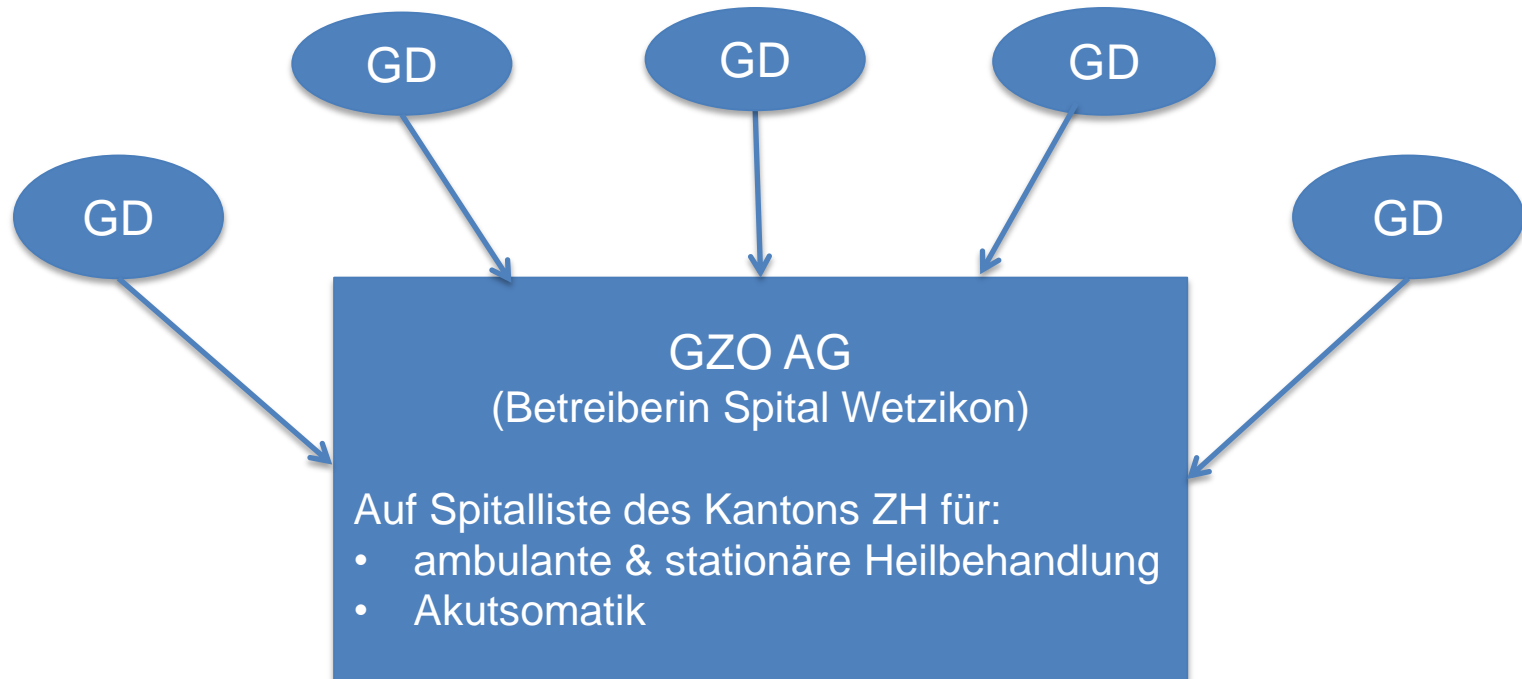 GD
GD
GD
GD
GD
GZO AG
(Betreiberin Spital Wetzikon)
Auf Spitalliste des Kantons ZH für:
• ambulante & stationäre Heilbehandlung
• Akutsomatik